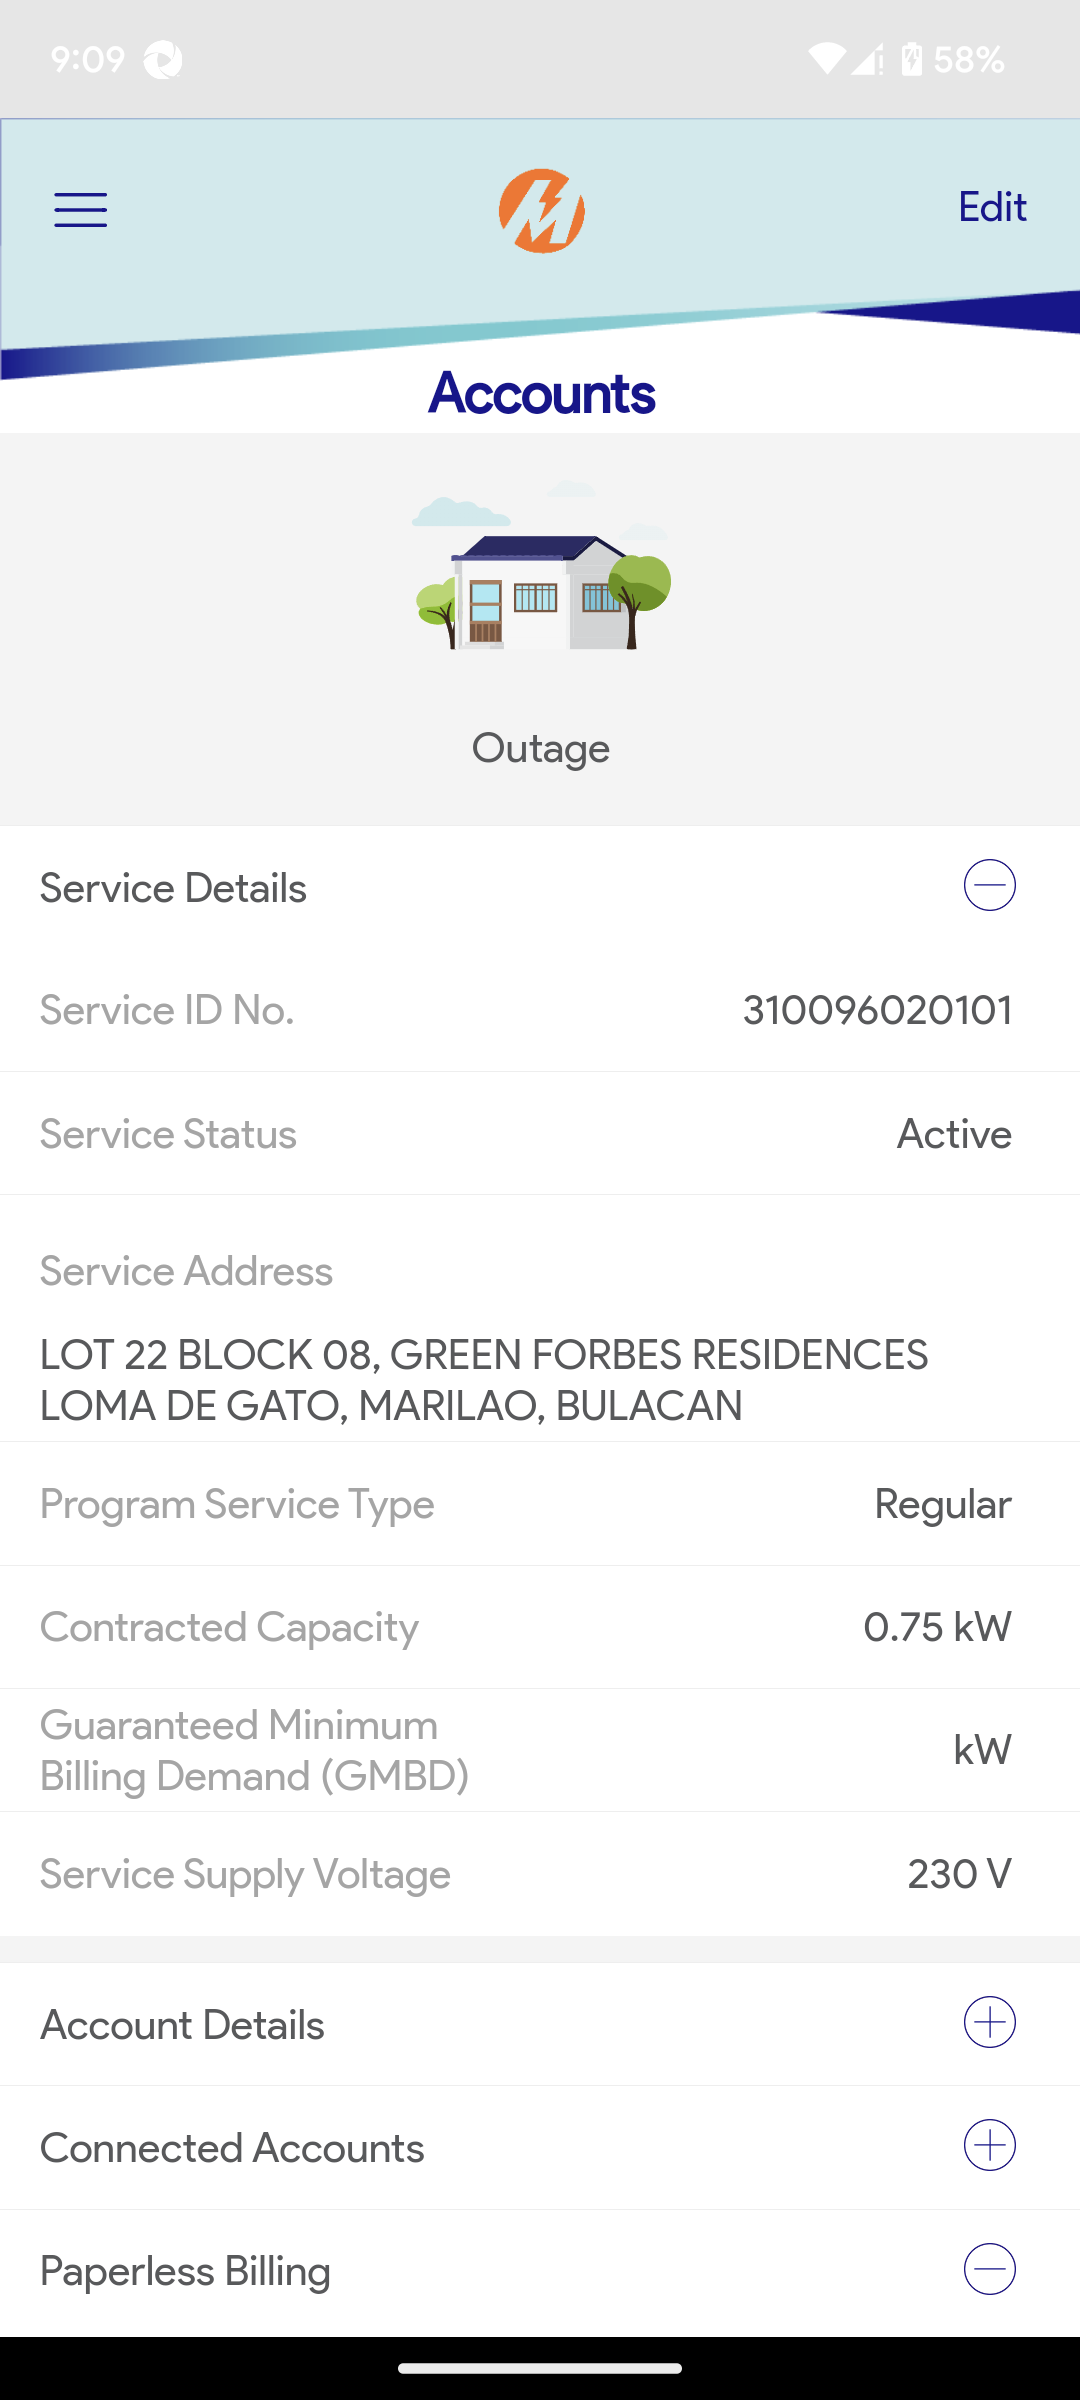 9:09
58%
Edit
Accounts
Outage
Service Details
Service ID No.
310096020101
Service Status
Active
Service Address
LOT 22 BLOCK 08, GREEN FORBES RESIDENCES
LOMA DE GATO, MARILAO, BULACAN
Program Service Type
Regular
Contracted Capacity
0.75 kW
Guaranteed Minimum
Billing Demand (GMBD)
kW
Service Supply Voltage
230 V
Account Details
Connected Accounts
Paperless Billing